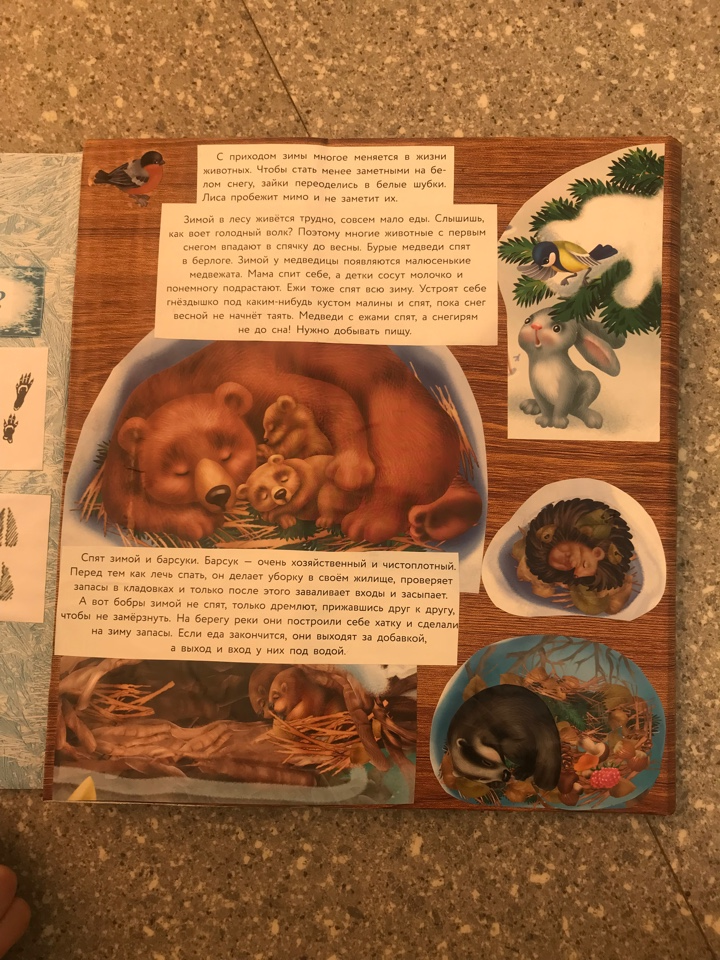 С приходом зимы многое меняется в жизни
животных. Чтобы стать менее заметными на бе-
лом снегу, зайки переоделись в белые шубки.
Лиса пробежит мимо и не заметит их.
Зимой в лесу живётся трудно, совсем мало еды. Слышишь,
как воет голодный волк? Поэтому многие животные с первым
снегом впадают в спячку до весны. Бурые медведи спят
в берлоге. Зимой у медведицы появляются малюсенькие
медвежата. Мама спит себе, а детки сосут молочко и
понемногу подрастают. Ежи тоже спят всю зиму. Устроят себе
гнёздышко под каким-нибудь кустом малины и спят, пока снег
весной не начнёт таять. Медведи с ежами спят, а снегирям
не до сна! Нужно добывать пищу.
Спят зимой и барсуки. Барсук — очень хозяйственный и чистоплотный.
Перед тем как лечь спать, он делает уборку в своём жилище, проверяет
запасы в кладовках и только после этого заваливает входы и засыпает.
А вот бобры зимой не спят, только дремлют, прижавшись друг к другу,
чтобы не замёрзнуть. На берегу реки они построили себе хатку и сделали
на зиму запасы. Если еда закончится, они выходят за добавкой,
а выход и вход у них под водой.